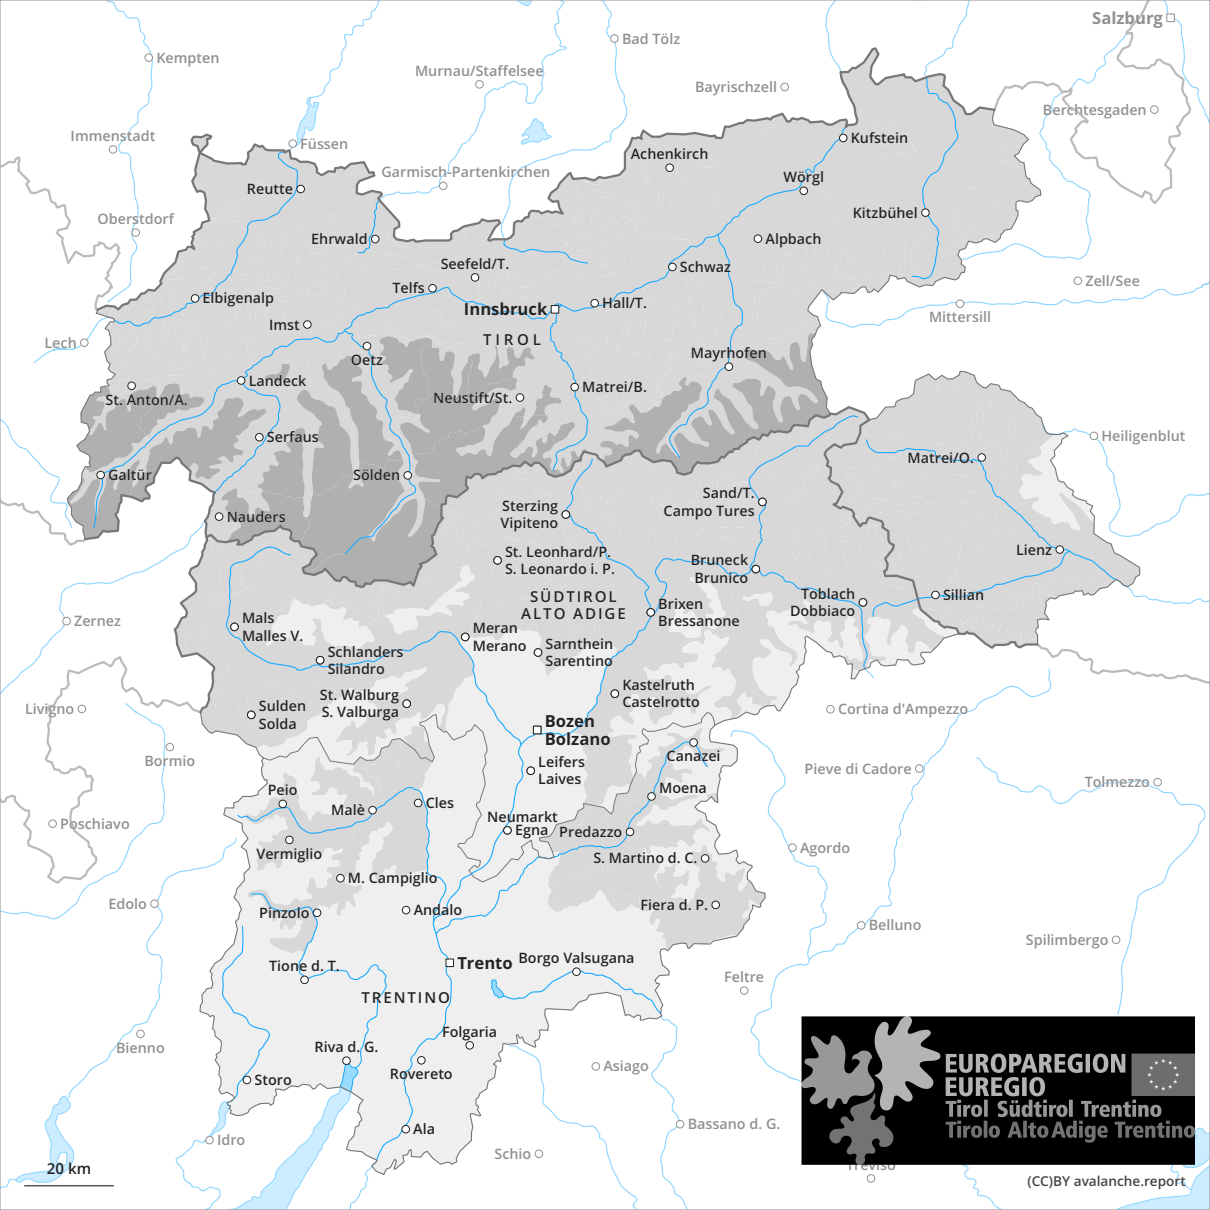 Salzburg
Bad Tölz
Kempten
Murnau/Staffelsee
Bayrischzell
Berchtesgaden
Immenstadt
Füssen
Kufstein
Achenkirch
Garmisch-Partenkirchen
Wörgl
Reutte
Oberstdorf
Kitzbühel
Ehrwald
Alpbach
Seefeld/T.
Schwaz
Zell/See
Telfs
Elbigenalp
Hall/T.
Innsbruck
Mittersill
Imst
TIROL
Lech
Oetz
Mayrhofen
Landeck
Matrei/B.
St. Anton/A.
Neustift/St.
Serfaus
Heiligenblut
Matrei/O.
Galtür
Sölden
Sand/T.
Campo Tures
Sterzing
Vipiteno
Nauders
St. Leonhard/P.
S. Leonardo i. P.
Lienz
Bruneck
Brunico
SÜDTIROL
ALTO ADIGE
Toblach
Dobbiaco
Sillian
Brixen
Bressanone
Zernez
Mals
Malles V.
Meran
Merano
Sarnthein
Sarentino
Schlanders
Silandro
Kastelruth
Castelrotto
St. Walburg
S. Valburga
Livigno
Sulden
Solda
Cortina d'Ampezzo
Bozen
Bolzano
Bormio
Canazei
Leifers
Laives
Pieve di Cadore
Tolmezzo
Peio
Moena
Malè
Cles
Neumarkt
Egna
Poschiavo
Predazzo
Vermiglio
S. Martino d. C.
Agordo
M. Campiglio
Edolo
Pinzolo
Andalo
Fiera d. P.
Belluno
Spilimbergo
Trento
Borgo Valsugana
Tione d. T.
Feltre
TRENTINO
Folgaria
Bienno
Riva d. G.
Rovereto
Storo
Asiago
EUROPAREGION
EUREGIO
Tirol Südtirol Trentino
Tirolo Alto Adige Trentino
Ala
Bassano d. G.
Idro
Schio
Treviso
20 km
(CC)BY avalanche.report